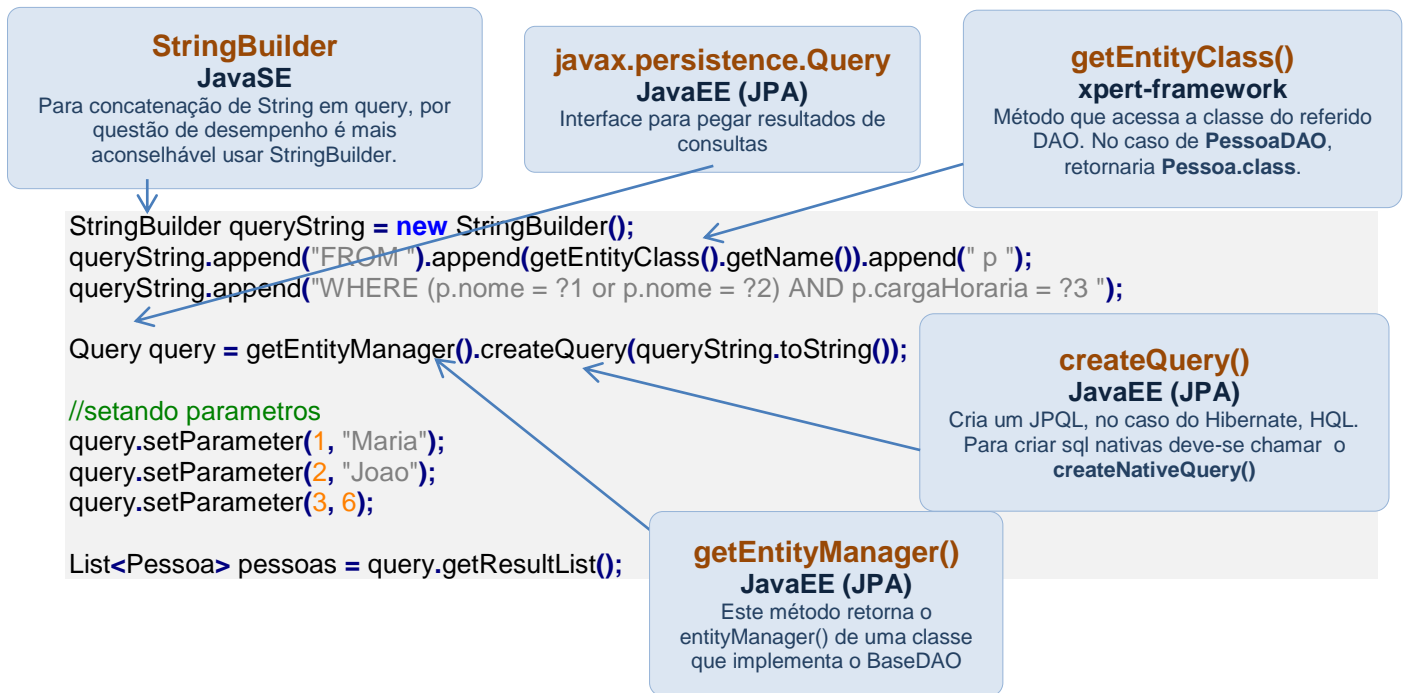 StringBuilder
JavaSE
Para concatenação de String em query, por
questão de desempenho é mais
aconselhável usar StringBuilder.
javax.persistence.Query
JavaEE (JPA)
Interface para pegar resultados de
consultas
getEntityClass()
xpert-framework
Método que acessa a classe do referido
DAO. No caso de PessoaDAO,
retornaria Pessoa.class.
StringBuilder queryString = new StringBuilder();
queryString.append("FROM ").append(getEntityClass().getName()).append(" p ");
queryString.append("WHERE (p.nome = ?1 or p.nome = ?2) AND p.cargaHoraria = ?3 ");
Query query = getEntityManager().createQuery(queryString.toString());
//setando parametros
query.setParameter(1, "Maria");
query.setParameter(2, "Joao");
query.setParameter(3, 6);
List<Pessoa> pessoas = query.getResultList();
createQuery()
JavaEE (JPA)
Cria um JPQL, no caso do Hibernate, HQL.
Para criar sql nativas deve-se chamar o
createNativeQuery()
getEntityManager()
JavaEE (JPA)
Este método retorna o
entityManager() de uma classe
que implementa o BaseDAO